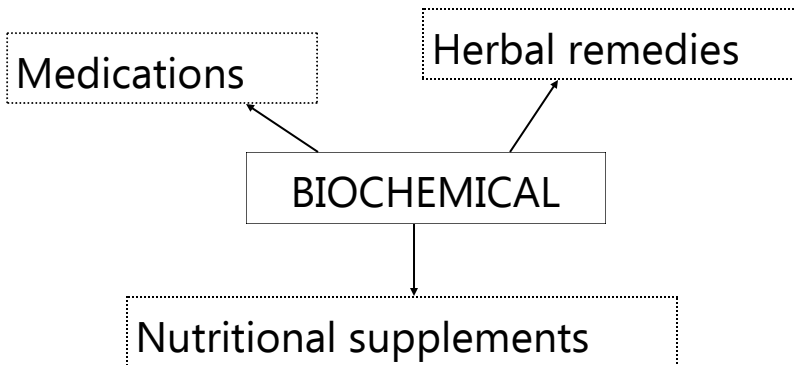 Herbal remedies
Medications
BIOCHEMICAL
Nutritional supplements